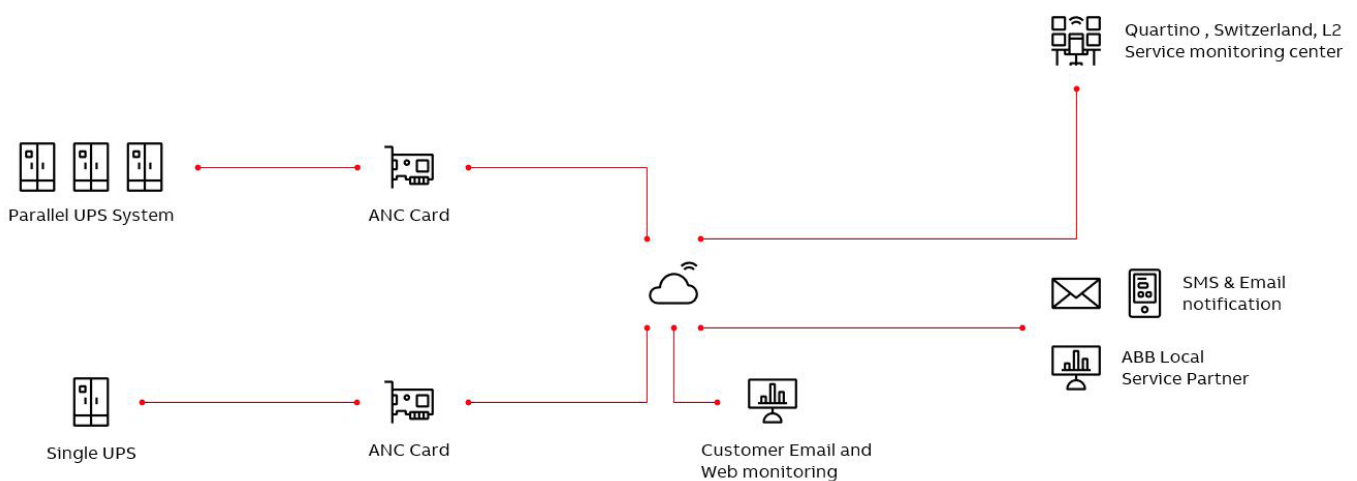 Quartino , Switzerland, L2
Service monitoring center
Parallel UPS System
ANC Card
SMS & Email
notification
ABB Local
Service Partner
Single UPS
ANC Card
Customer Email and
Web monitoring